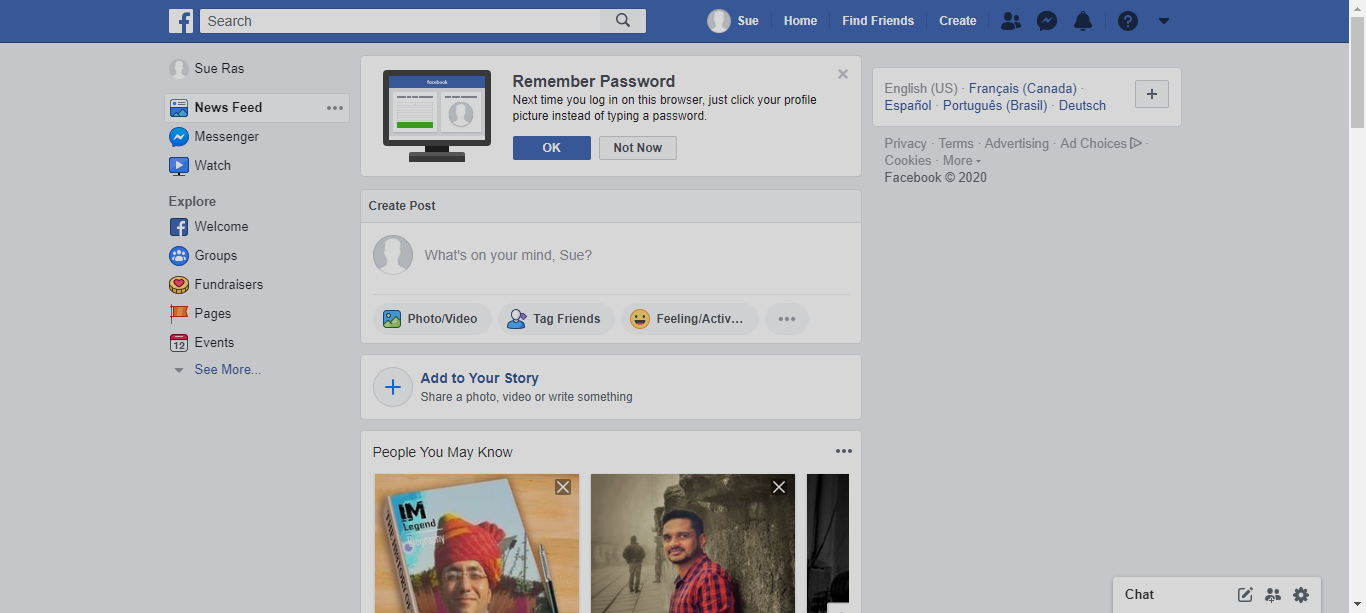 Search
Sue
Home
Find Friends
Create
Sue Ras
News Feed
Messenger
Watch
Explore
Welcome
Groups
Fundraisers
Pages
12
Events
See More...
facebook
Remember Password
Next time you log in on this browser, just click your profile
picture instead of typing a password.
OK
Not Now
Create Post
What's on your mind, Sue?
Photo/Video
Tag Friends
Feeling/Activ...
Add to Your Story
Share a photo, video or write something
People You May Know
IM
Legend
Biography
English (US) · Français (Canada) ·
Español · Português (Brasil) · Deutsch
Privacy · Terms · Advertising · Ad Choices ·
Cookies · More
Facebook © 2020
Chat